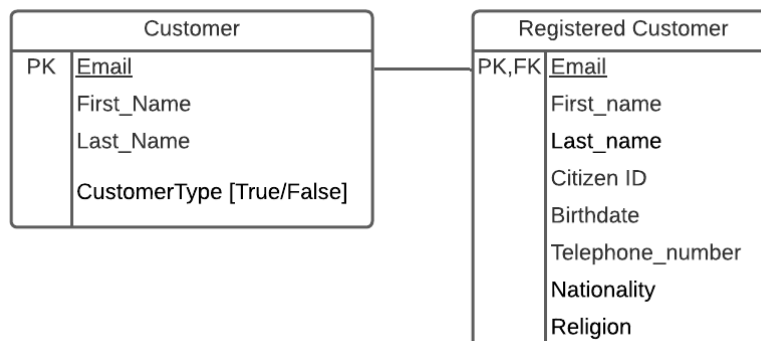 Customer
PK Email
First_Name
Last_Name
CustomerType [True/False]
Registered Customer
PK,FK Email
First_name
Last_name
Citizen ID
Birthdate
Telephone_number
Nationality
Religion